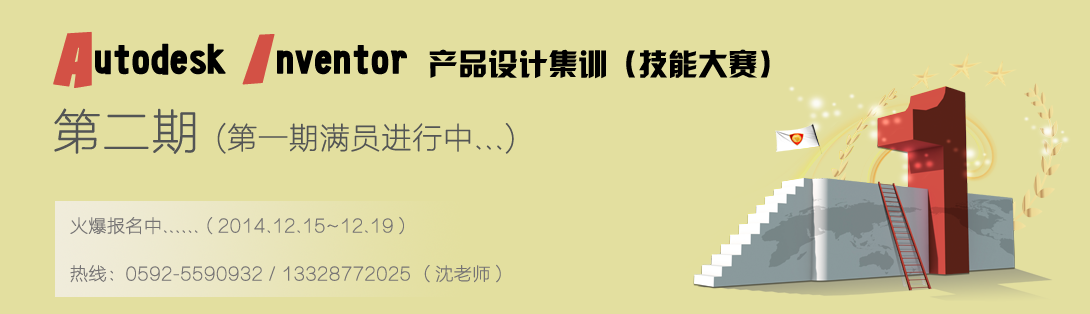 Autodesk Inventor 产品设计集训（技能大赛）
第二期（第一期满员进行中...）
火爆报名中......（2014.12.15~12.19）
热线：0592-5590932 / 13328772025（沈老师）
1